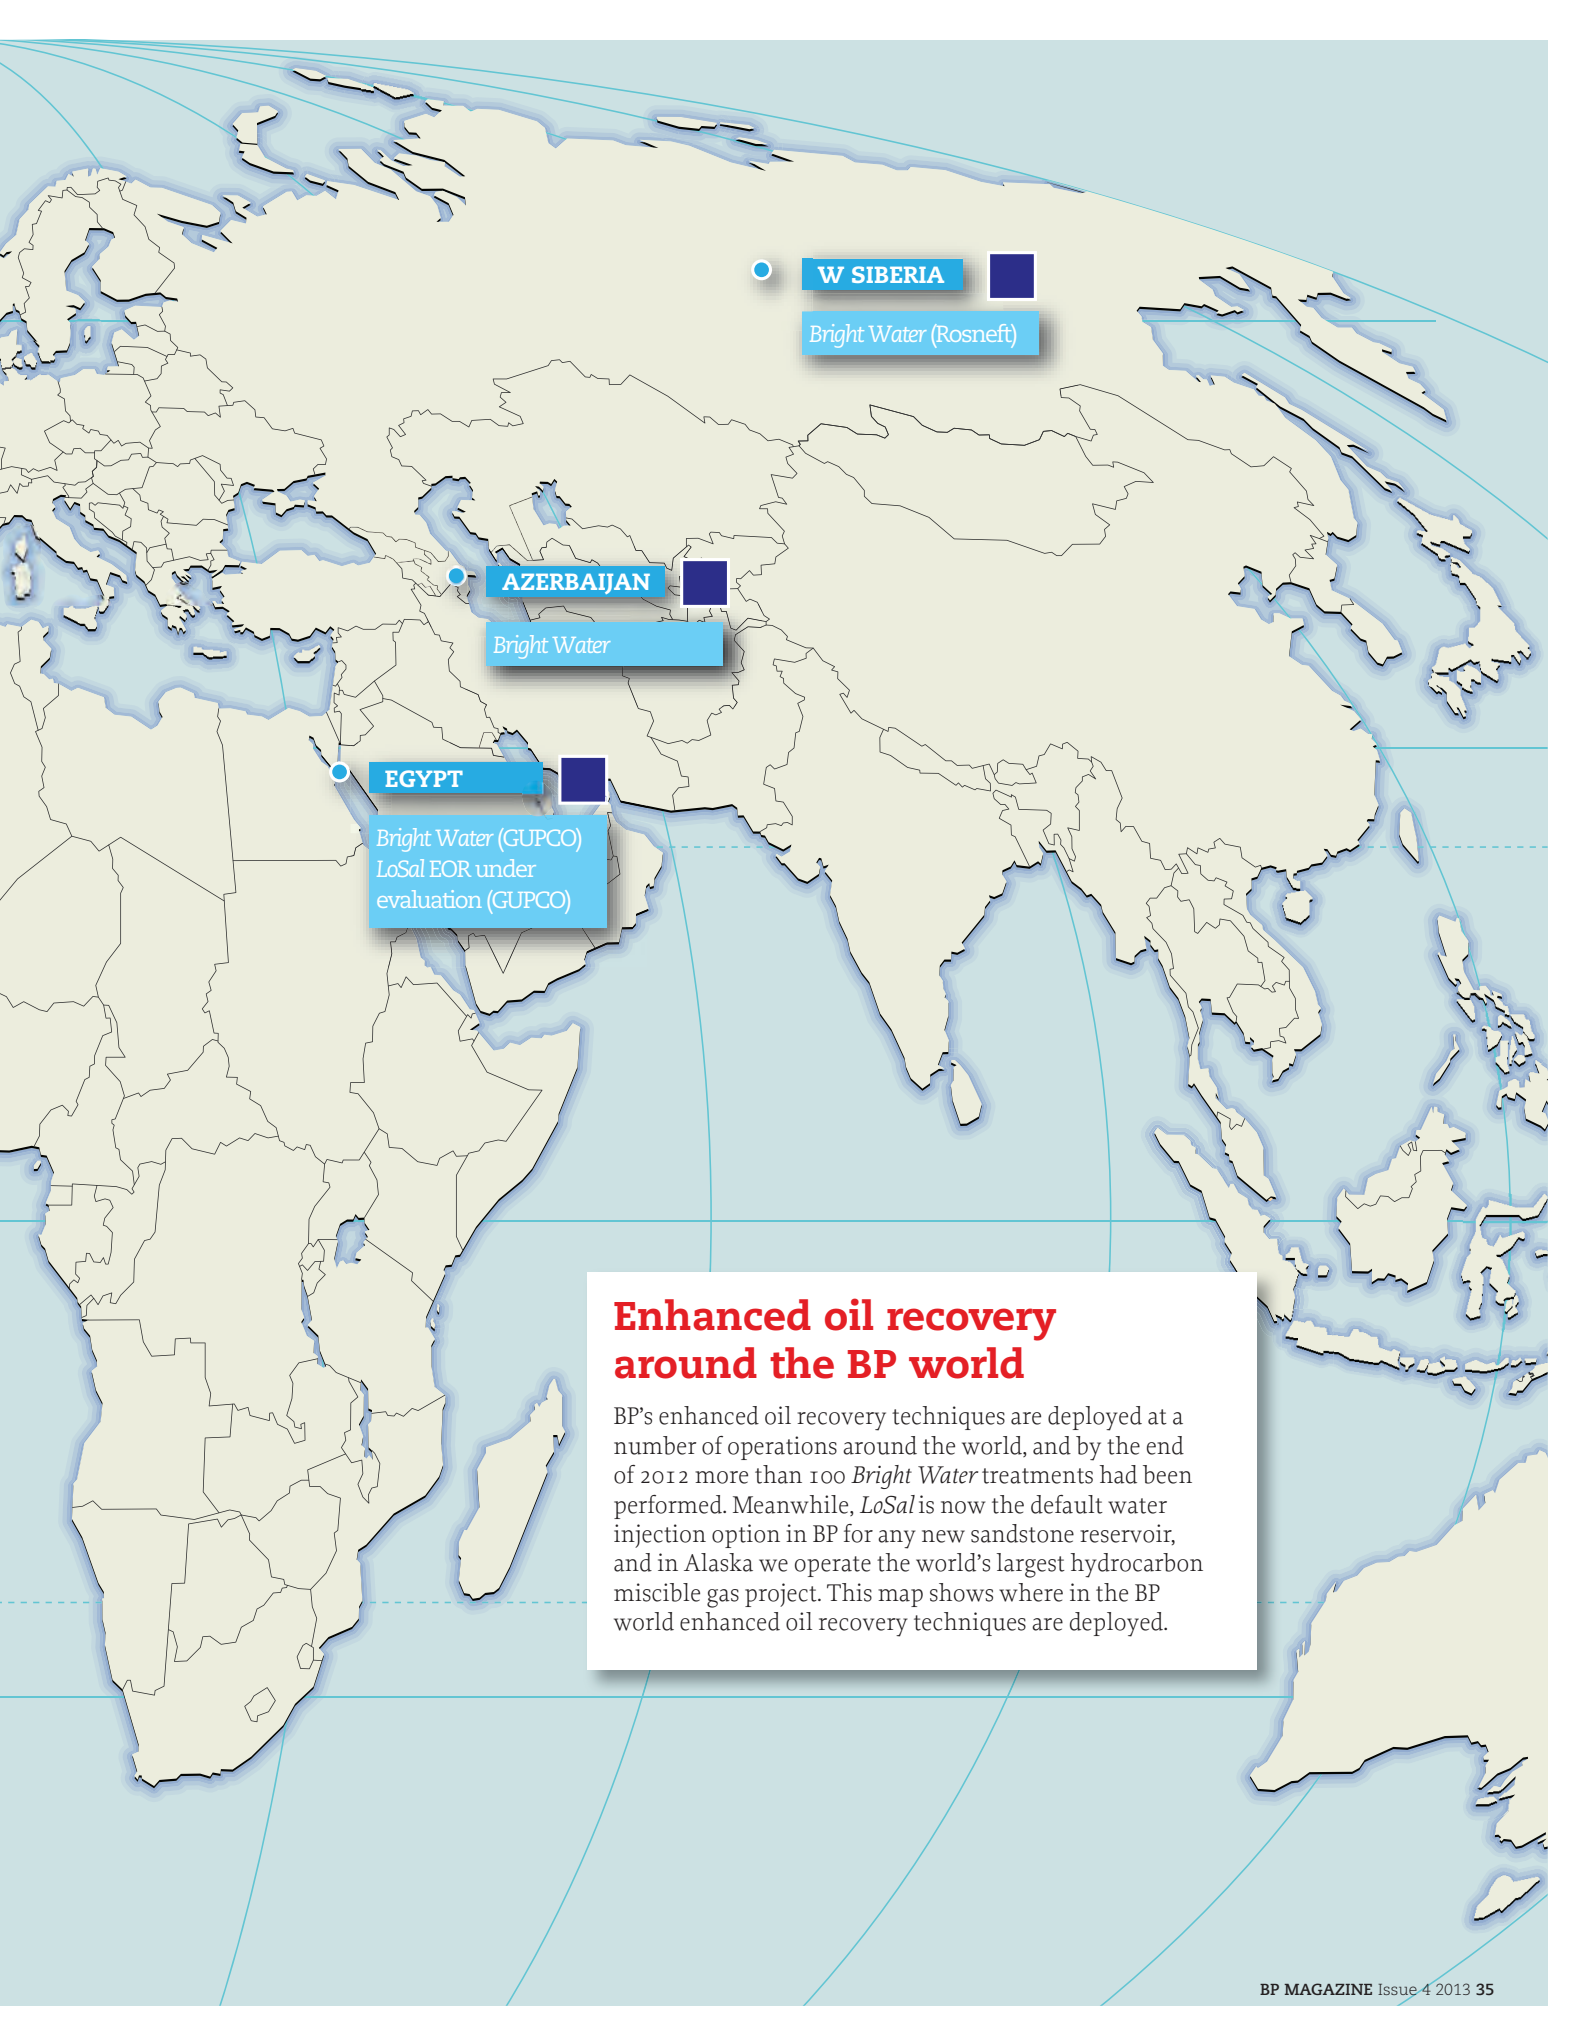 W SIBERIA
Bright Water (Rosneft)
AZERBAIJAN
Bright Water
EGYPT
Bright Water (GUPCO)
LoSal EOR under
evaluation (GUPCO)
Enhanced oil recovery
around the BP world
BP’s enhanced oil recovery techniques are deployed at a
number of operations around the world, and by the end
of 2012 more than 100 Bright Water treatments had been
performed. Meanwhile, LoSal is now the default water
injection option in BP for any new sandstone reservoir,
and in Alaska we operate the world’s largest hydrocarbon
miscible gas project. This map shows where in the BP
world enhanced oil recovery techniques are deployed.
BP MAGAZINE Issue 4 2013 35